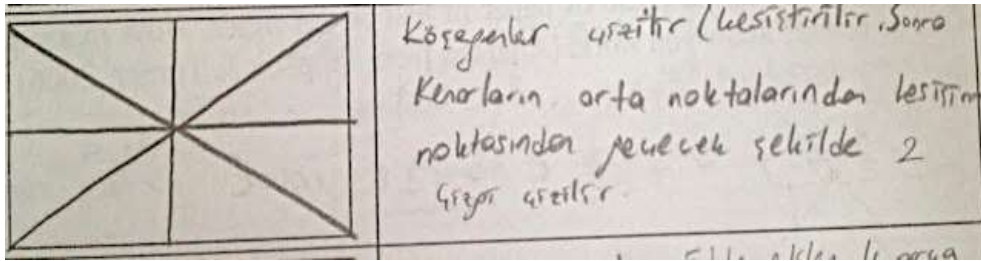 Köşegenler çizilir (kesiştirilir. Sonra
Kenarların orta noktalarından kesişim
noktasından geçecek şekilde 2
çizgi çizilir.